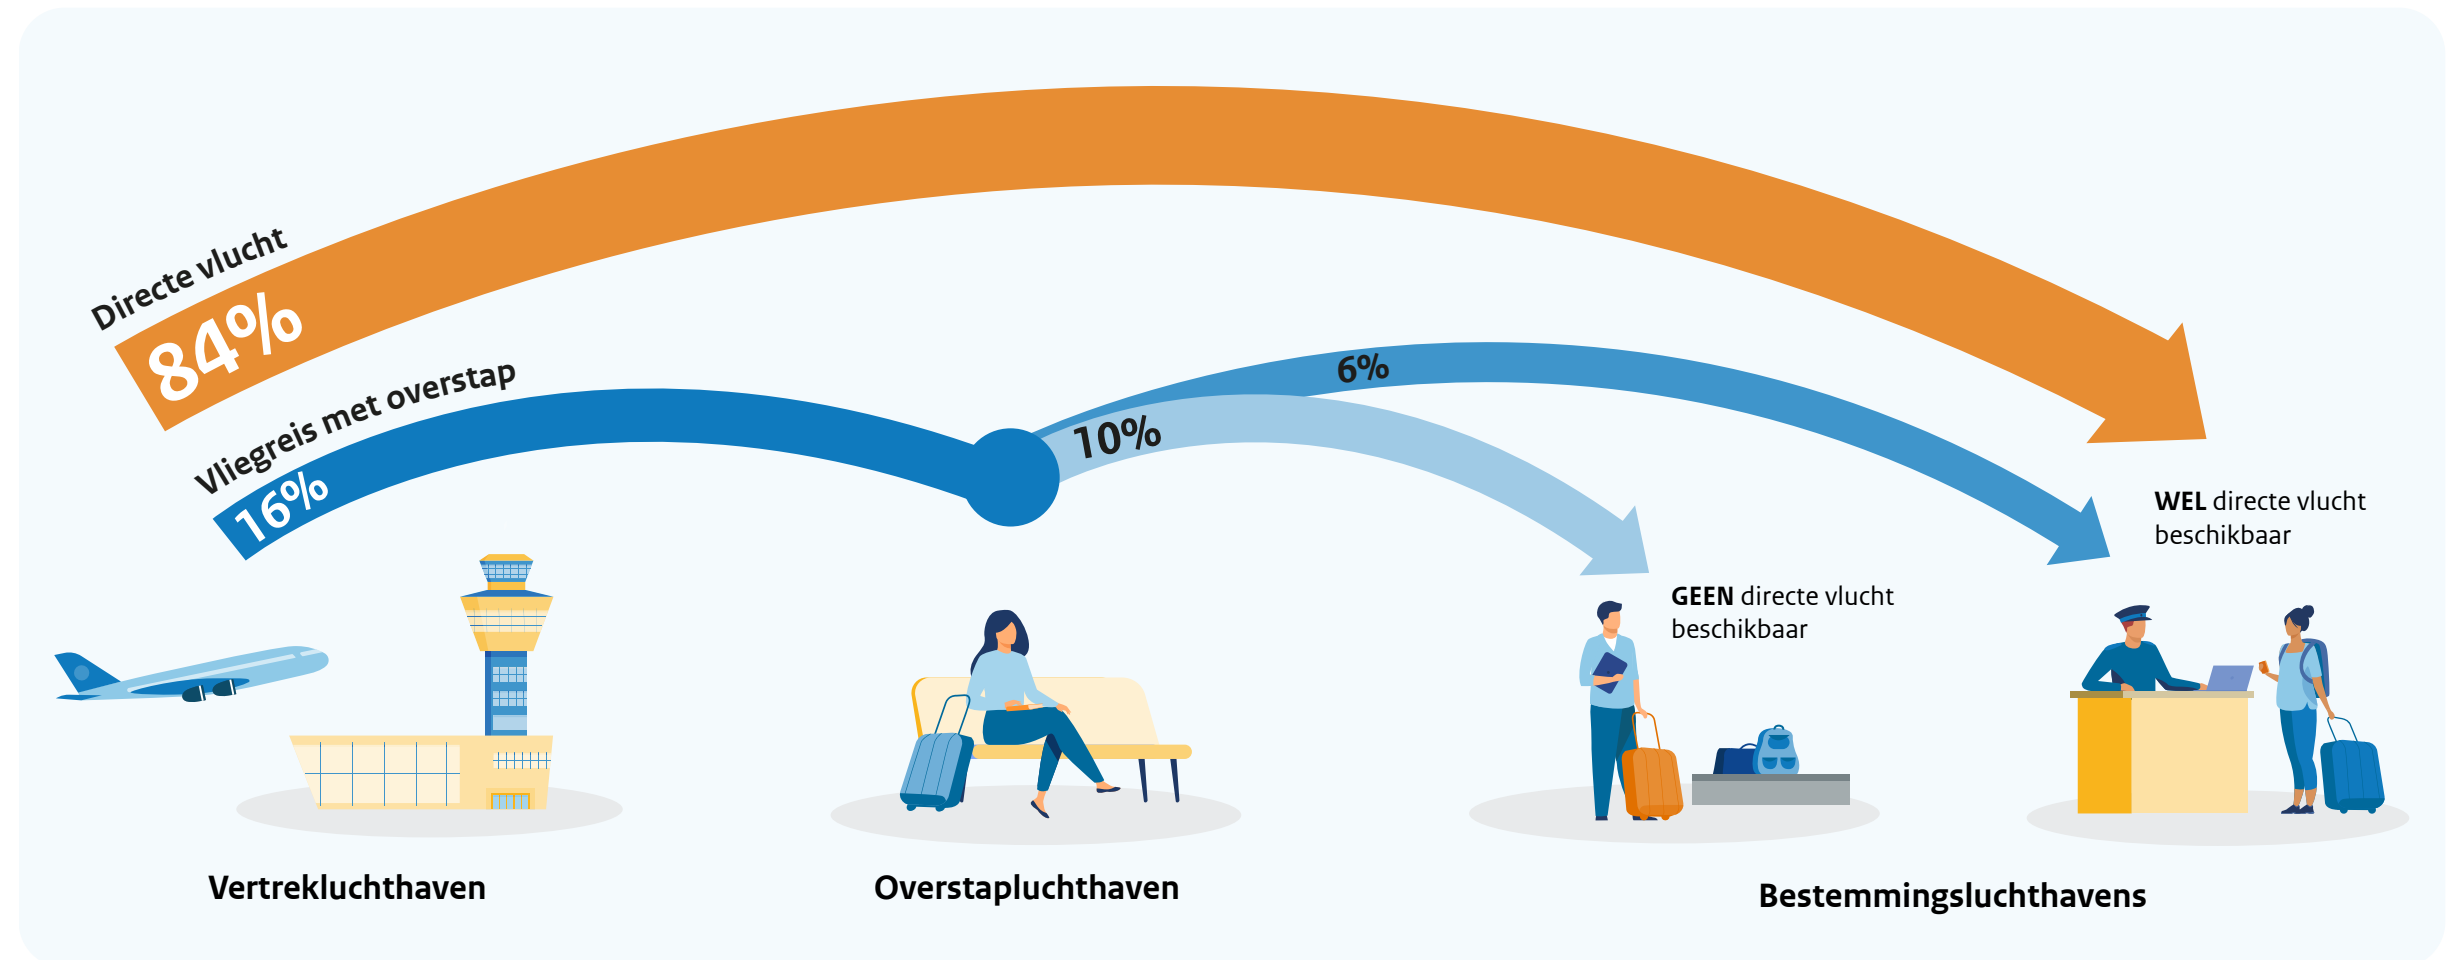 Directe vlucht
84%
Vliegreis met overstap
16%
6%
10%
WEL directe vlucht
beschikbaar
GEEN directe vlucht
beschikbaar
Vertrekluchthaven
Overstapluchthaven
Bestemmingsluchthavens